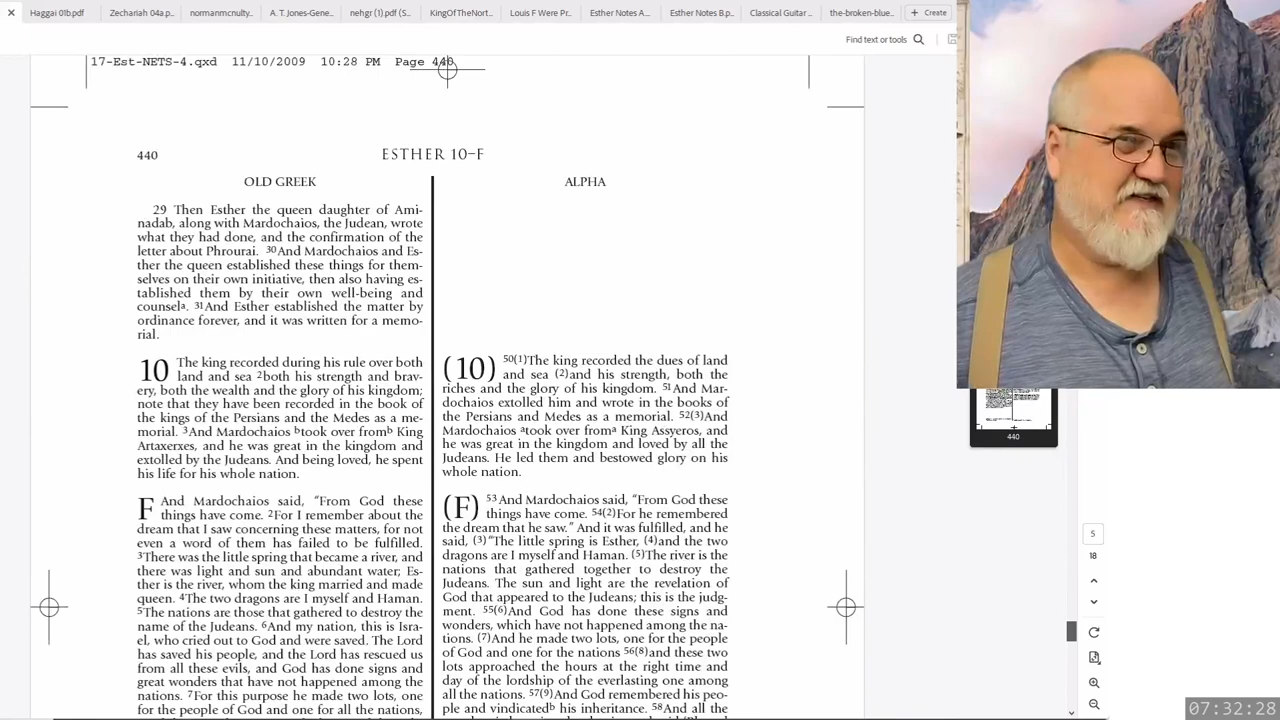 Haggai 01b.pdf
Zechariah 04a.p...
normanmcnulty...
A. T. Jones-Gene...
nehgr (1).pdf (S...
KingOfTheNort...
Louis F Were Pr...
Esther Notes A...
Esther Notes B.p...
Classical Guitar ...
the-broken-blue...
Create
Find text or tools
17-Est-NETS-4.qxd 11/10/2009 10:28 PM Page 440
440
ESTHER 10–F
OLD GREEK
29 Then Esther the queen daughter of Ami-
nadab, along with Mardochaios, the Judean, wrote
what they had done, and the confirmation of the
letter about Phrourai. 30And Mardochaios and Es-
ther the queen established these things for them-
selves on their own initiative, then also having es-
tablished them by their own well-being and
counselª. 31And Esther established the matter by
ordinance forever, and it was written for a memo-
rial.
10 The king recorded during his rule over both
land and sea 2both his strength and brav-
ery, both the wealth and the glory of his kingdom;
note that they have been recorded in the book of
the kings of the Persians and the Medes as a me-
morial. 3And Mardochaios btook over fromb King
Artaxerxes, and he was great in the kingdom and
extolled by the Judeans. And being loved, he spent
his life for his whole nation.
F And Mardochaios said, “From God these
things have come. 2For I remember about the
dream that I saw concerning these matters, for not
even a word of them has failed to be fulfilled.
3There was the little spring that became a river, and
there was light and sun and abundant water; Es-
ther is the river, whom the king married and made
queen. 4The two dragons are I myself and Haman.
5The nations are those that gathered to destroy the
name of the Judeans. 6And my nation, this is Isra-
el, who cried out to God and were saved. The Lord
has saved his people, and the Lord has rescued us
from all these evils, and God has done signs and
great wonders that have not happened among the
nations. 7For this purpose he made two lots, one
for the people of God and one for all the nations,
ALPHA
(10) 50(1)The king recorded the dues of land
and sea (2)and his strength, both the
riches and the glory of his kingdom. 51And Mar-
dochaios extolled him and wrote in the books of
the Persians and Medes as a memorial. 52(3)And
Mardochaios ªtook over fromª King Assyeros, and
he was great in the kingdom and loved by all the
Judeans. He led them and bestowed glory on his
whole nation.
(F) 53And Mardochaios said, “From God these
things have come. 54(2)For he remembered
the dream that he saw.” And it was fulfilled, and he
said, (3)“The little spring is Esther, (4)and the two
dragons are I myself and Haman. (5)The river is the
nations that gathered together to destroy the
Judeans. The sun and light are the revelation of
God that appeared to the Judeans; this is the judg-
ment. 55(6)And God has done these signs and
wonders, which have not happened among the na-
tions. (7)And he made two lots, one for the people
of God and one for the nations 56(8)and these two
lots approached the hours at the right time and
day of the lordship of the everlasting one among
all the nations. 57(9)And God remembered his peo-
ple and vindicatedb his inheritance. 58And all the
440
5
18
07:32:28